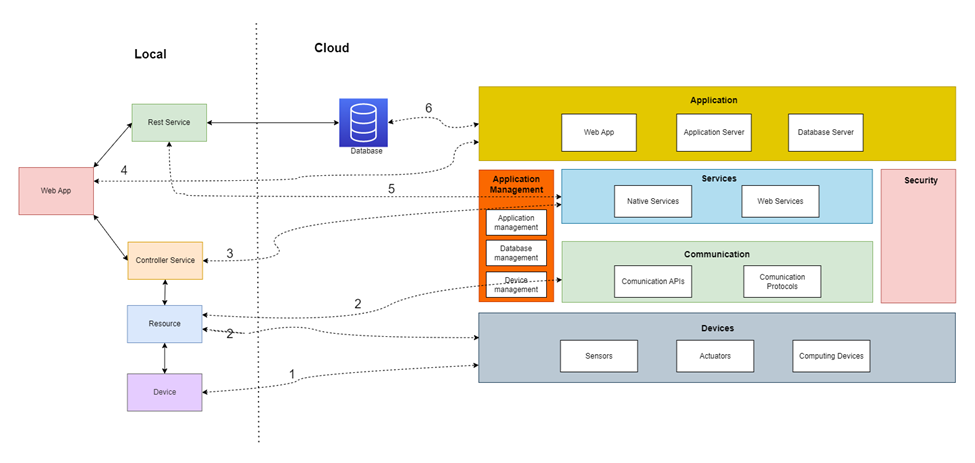 Local
Cloud
Rest Service
Database
6
Application
Web App
Application Server
Database Server
Web App
4
5
Application
Management
Application
management
Database
management
Device
management
Services
Native Services
Web Services
Security
Controller Service
3
Communication
Comunication APIs
Comunication
Protocols
Resource
2
2
Devices
Sensors
Actuators
Computing Devices
Device
1